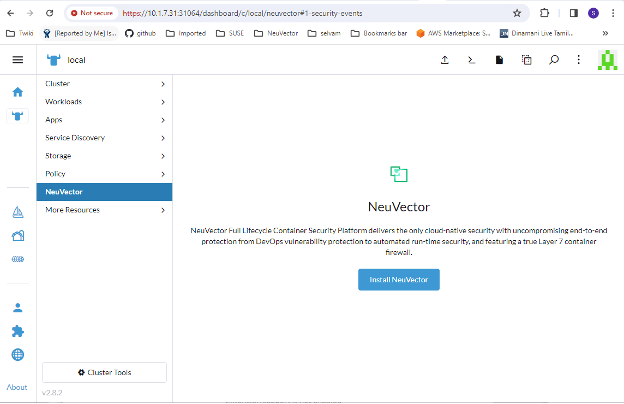 Not secure
https://10.1.7.31:31064/dashboard/c/local/neuvector#1-security-events
S
Twilio
[Reported by Me] Is...
github
Imported
SUSE
NeuVector
selvam
Bookmarks bar
AWS Marketplace: S...
Dinamani Live Tamil...
local
Cluster
Workloads
Apps
Service Discovery
Storage
Policy
NeuVector
More Resources
NeuVector
NeuVector Full Lifecycle Container Security Platform delivers the only cloud-native security with uncompromising end-to-end
protection from DevOps vulnerability protection to automated run-time security, and featuring a true Layer 7 container
firewall.
Install NeuVector
Cluster Tools
About
v2.8.2